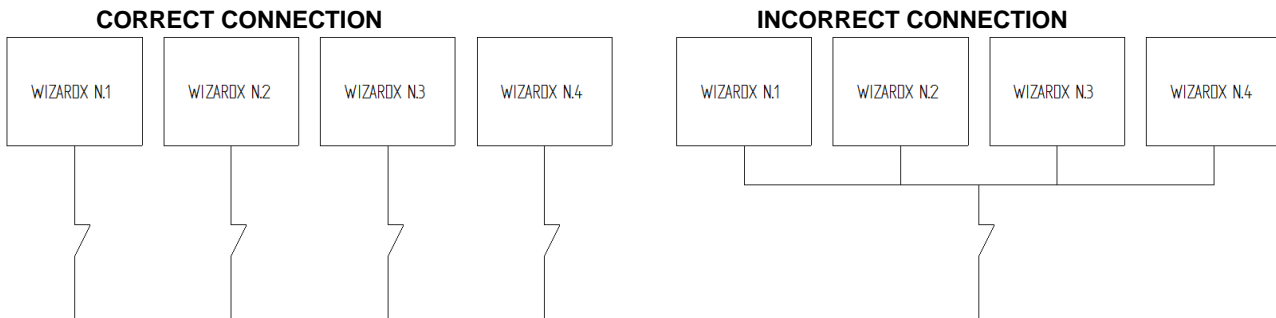 CORRECT CONNECTION
WIZARDX N.1
WIZARDX N.2
WIZARDX N.3
WIZARDX N.4
INCORRECT CONNECTION
WIZARDX N.1
WIZARDX N.2
WIZARDX N.3
WIZARDX N.4